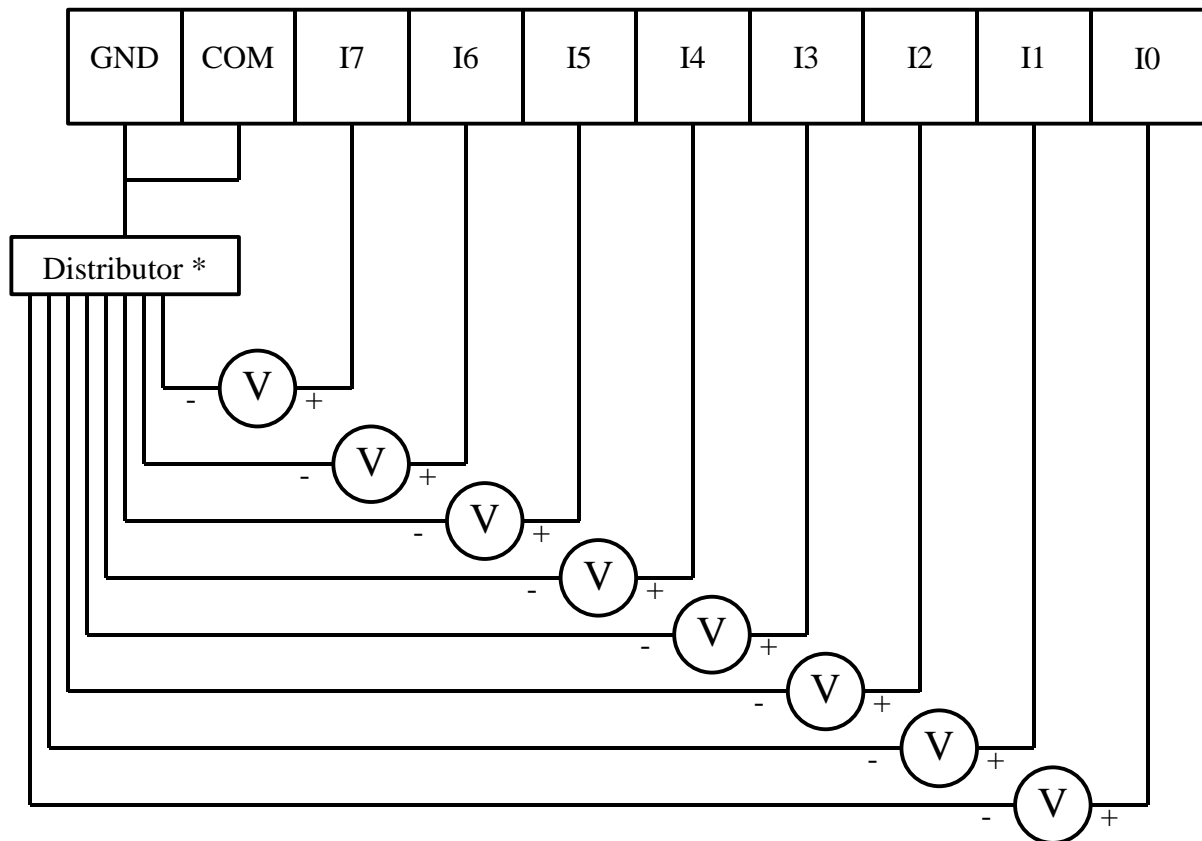 GND COM I7 I6 I5 I4 I3 I2 I1 I0
Distributor *
- V +
- V +
- V +
- V +
- V +
- V +
- V +
- V +